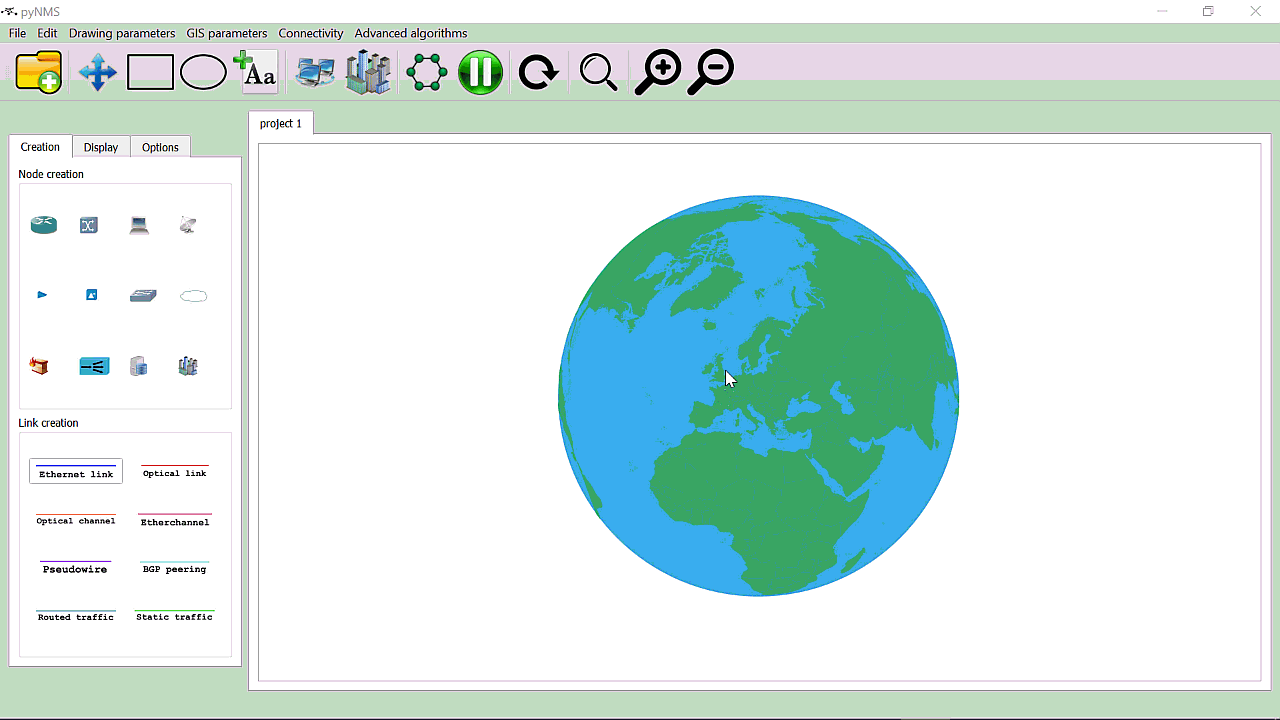 pyNMS
File Edit Drawing parameters GIS parameters Connectivity Advanced algorithms
Aa
project 1
Creation Display Options
Node creation
Link creation
Ethernet link Optical link
Optical channel Etherchannel
Pseudowire BGP peering
Routed traffic Static traffic